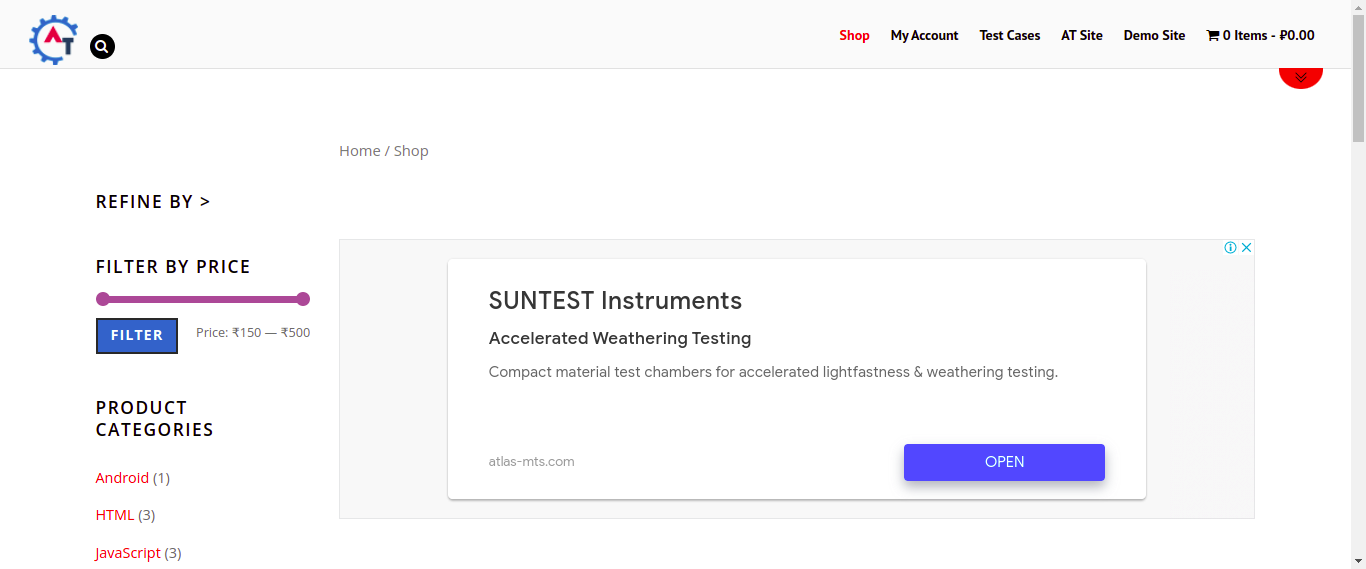 AT
Shop My Account Test Cases AT Site Demo Site 0 Items - ₽0.00
Home / Shop
REFINE BY >
FILTER BY PRICE
FILTER Price: ₹150 — ₹500
PRODUCT
CATEGORIES
Android (1)
HTML (3)
JavaScript (3)
SUNTEST Instruments
Accelerated Weathering Testing
Compact material test chambers for accelerated lightfastness & weathering testing.
atlas-mts.com OPEN